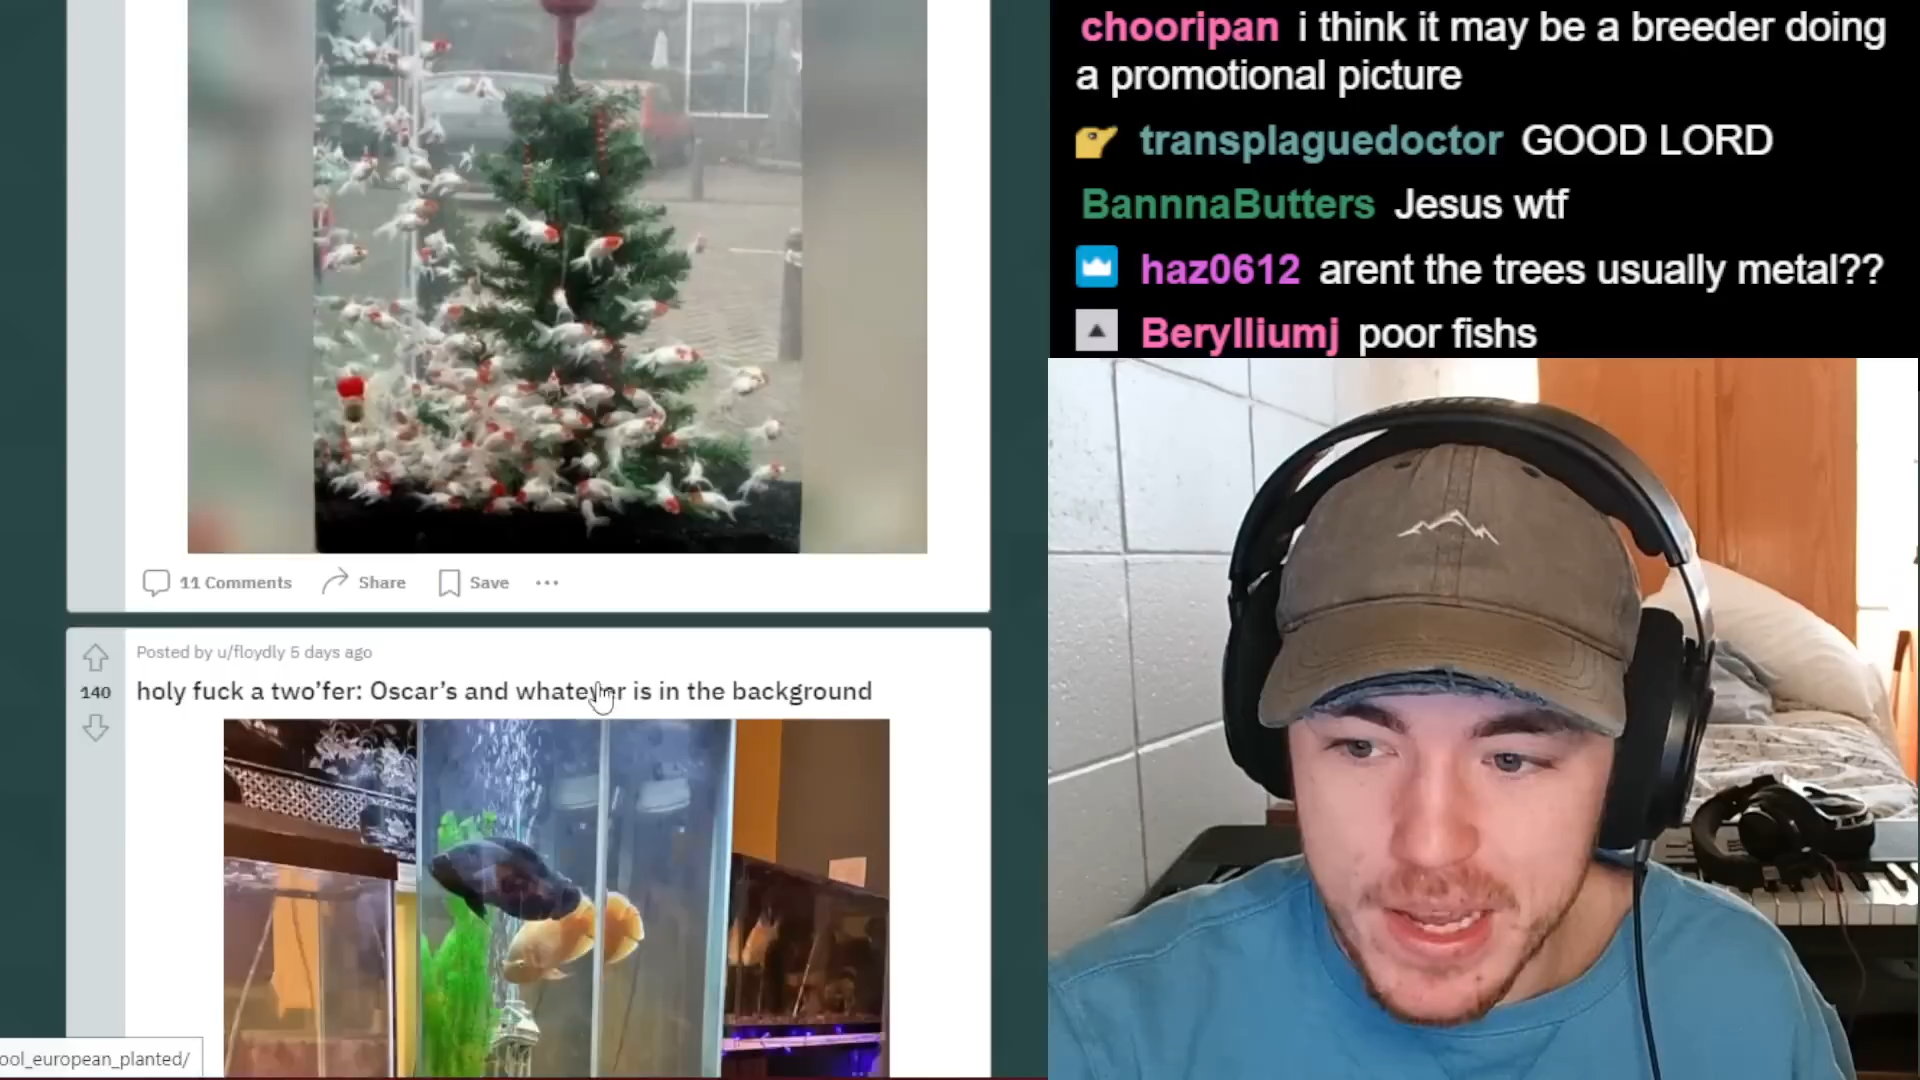 chooripan i think it may be a breeder doing
a promotional picture
transplaguedoctor GOOD LORD
BannnaButters Jesus wtf
haz0612 arent the trees usually metal??
Berylliumj poor fishs
11 Comments Share Save
Posted by u/floydly 5 days ago
140
holy fuck a two’fer: Oscar’s and whatever is in the background
ool_european_planted/